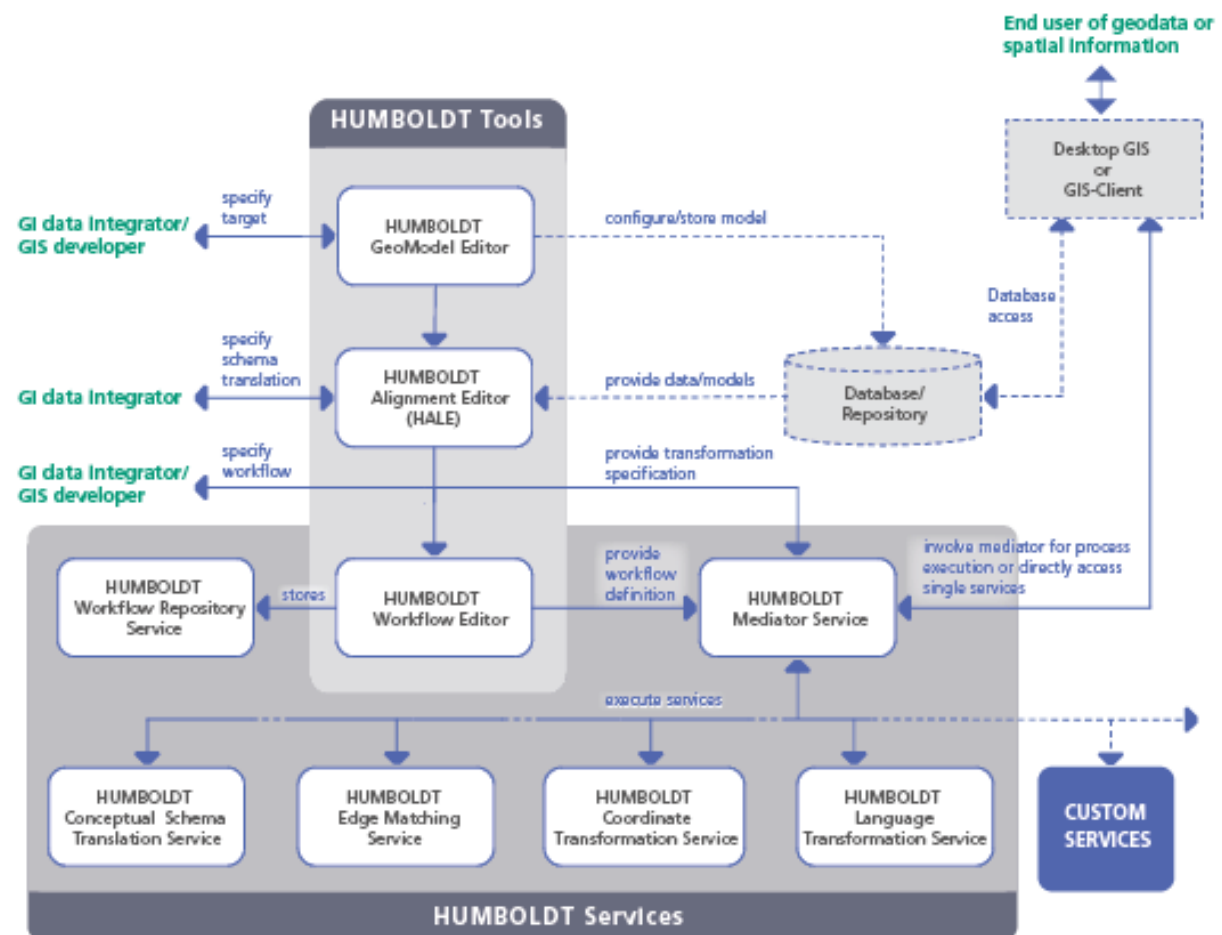 End user of geodata or
spatial information
HUMBOLDT Tools
Desktop GIS
or
GIS-Client
specify
target
GI data Integrator/
GIS developer
HUMBOLDT
GeoModel Editor
configure/store model
Database
access
specify
schema
translation
GI data Integrator
HUMBOLDT
Alignment Editor
(HALE)
provide data/models
Database/
Repository
specify
workflow
GI data Integrator/
GIS developer
provide transformation
specification
HUMBOLDT
Workflow Repository
Service
stores
HUMBOLDT
Workflow Editor
provide
workflow
definition
HUMBOLDT
Mediator Service
involve mediator for process
execution or directly access
single services
execute services
HUMBOLDT
Conceptual Schema
Translation Service
HUMBOLDT
Edge Matching
Service
HUMBOLDT
Coordinate
Transformation Service
HUMBOLDT
Language
Transformation Service
CUSTOM
SERVICES
HUMBOLDT Services